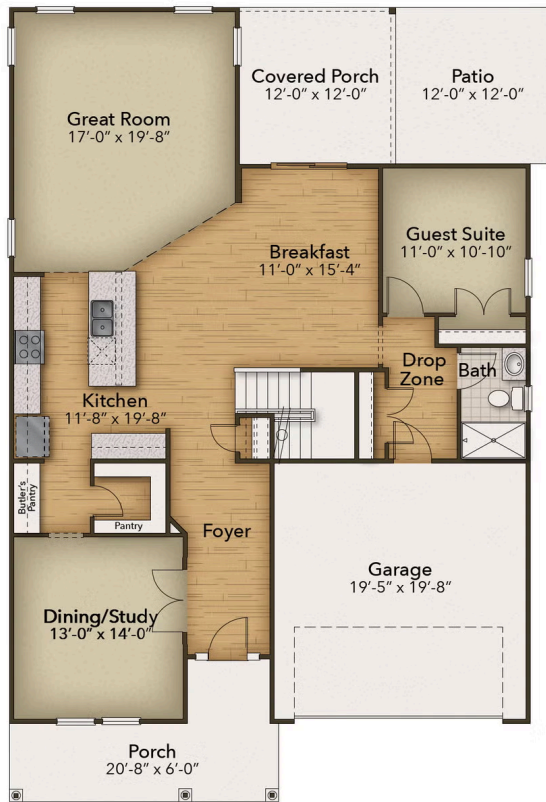 Great Room
17'-0" x 19'-8"
Covered Porch
12'-0" x 12'-0"
Patio
12'-0" x 12'-0"
Breakfast
11'-0" x 15'-4"
Guest Suite
11'-0" x 10'-10"
Drop
Zone
Bath
Kitchen
11'-8" x 19'-8"
Butler's
Pantry
Pantry
Foyer
Garage
19'-5" x 19'-8"
Dining/Study
13'-0" x 14'-0"
Porch
20'-8" x 6'-0"